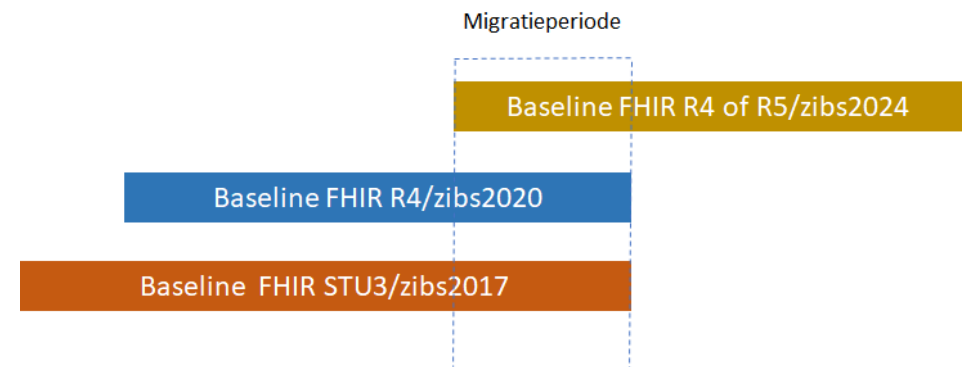 Migratieperiode
Baseline FHIR R4 of R5/zibs2024
Baseline FHIR R4/zibs2020
Baseline FHIR STU3/zibs2017